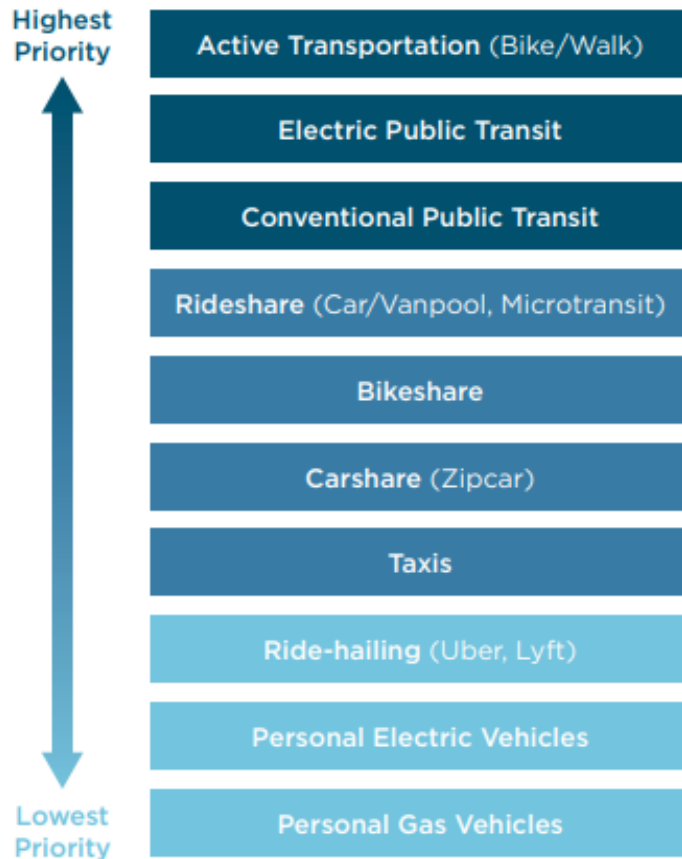 Highest
Priority
Active Transportation (Bike/Walk)
Electric Public Transit
Conventional Public Transit
Rideshare (Car/Vanpool, Microtransit)
Bikeshare
Carshare (Zipcar)
Taxis
Ride-hailing (Uber, Lyft)
Personal Electric Vehicles
Personal Gas Vehicles
Lowest
Priority